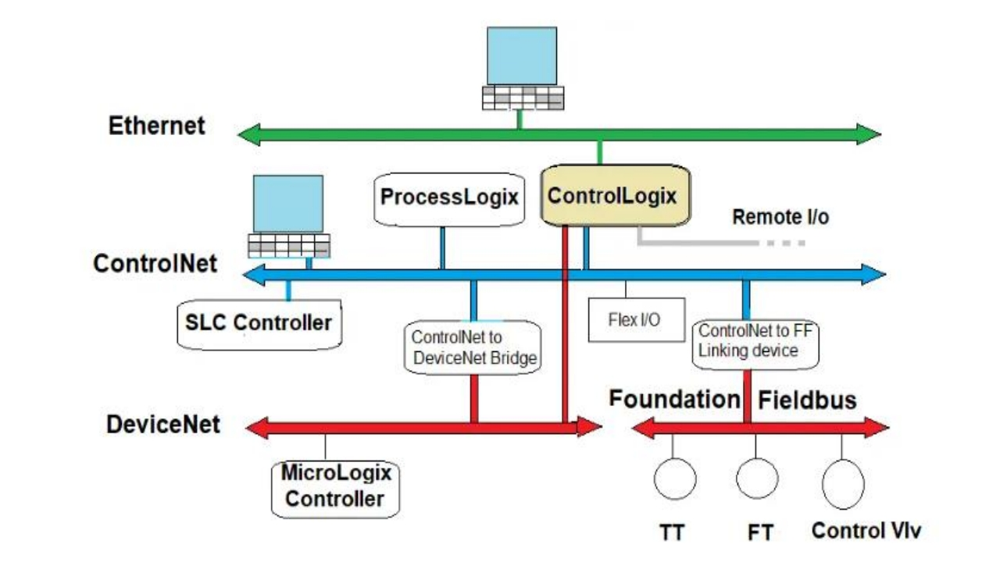 Ethernet
ProcessLogix
ControlLogix
Remote I/o
ControlNet
SLC Controller
Flex I/O
ControlNet to
DeviceNet Bridge
ControlNet to FF
Linking device
Foundation Fieldbus
DeviceNet
MicroLogix
Controller
TT
FT
Control Vlv